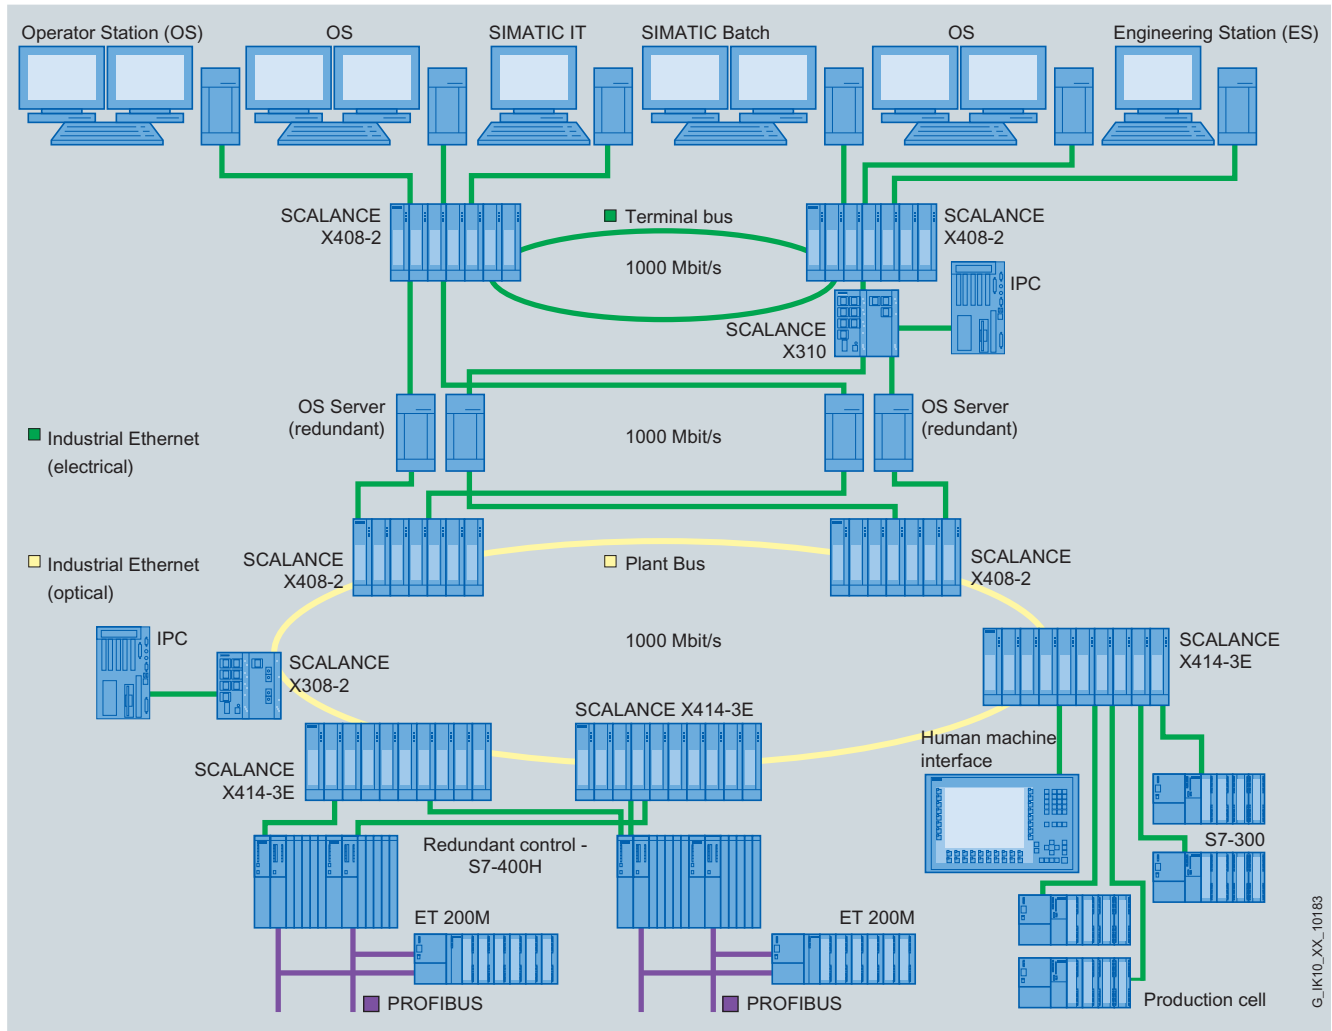 Operator Station (OS)
OS
SIMATIC IT
SIMATIC Batch
OS
Engineering Station (ES)
SCALANCE
X408-2
Terminal bus
SCALANCE
X408-2
1000 Mbit/s
IPC
SCALANCE
X310
OS Server
(redundant)
OS Server
(redundant)
1000 Mbit/s
Industrial Ethernet
(electrical)
Industrial Ethernet
(optical)
SCALANCE
X408-2
Plant Bus
SCALANCE
X408-2
IPC
1000 Mbit/s
SCALANCE
X414-3E
SCALANCE
X308-2
SCALANCE X414-3E
Human machine
interface
SCALANCE
X414-3E
Redundant control -
S7-400H
S7-300
ET 200M
ET 200M
PROFIBUS
PROFIBUS
Production cell
G_IK10_XX_10183